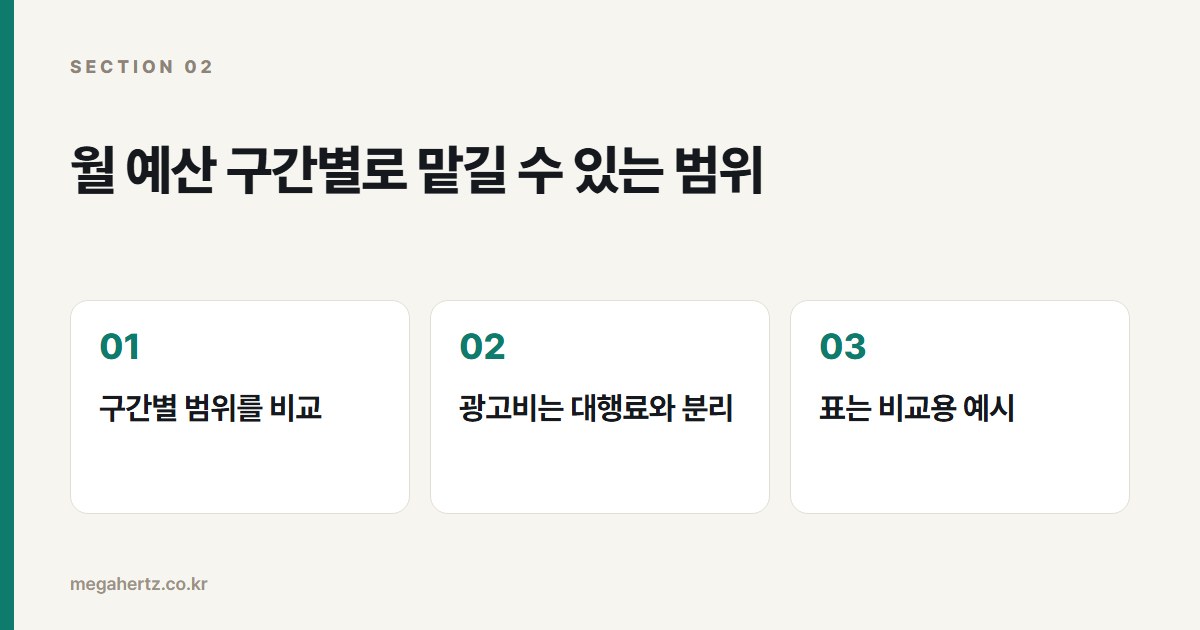 SECTION 02
월 예산 구간별로 맡길 수 있는 범위
01
구간별 범위를 비교
02
광고비는 대행료와 분리
03
표는 비교용 예시
megahertz.co.kr